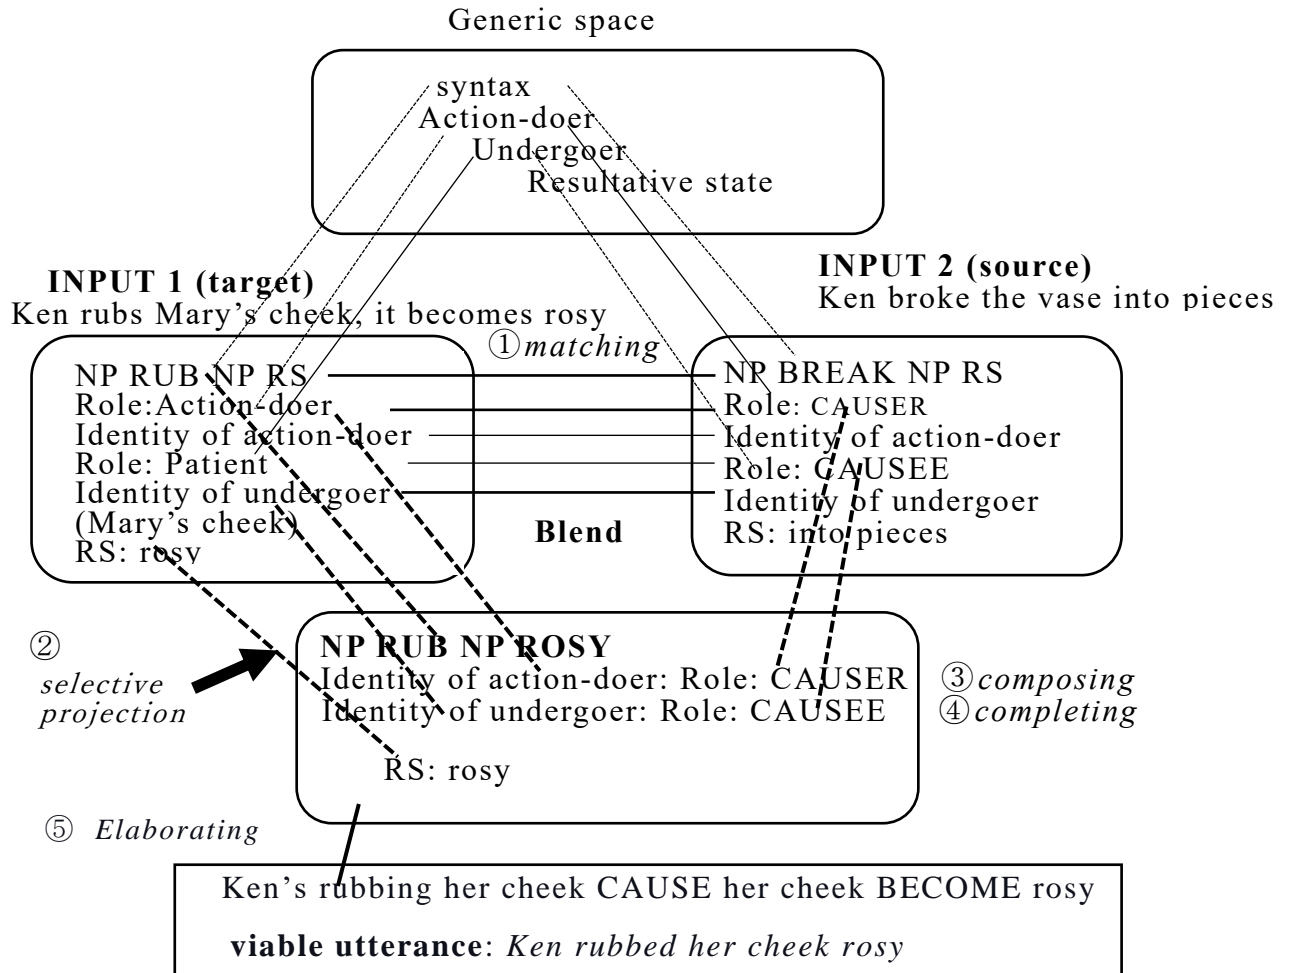 Generic space
syntax
Action-doer
Undergoer
Resultative state
INPUT 1 (target)
Ken rubs Mary’s cheek, it becomes rosy
INPUT 2 (source)
Ken broke the vase into pieces
①matching
NP RUB NP RS
Role:Action-doer
Identity of action-doer
Role: Patient
Identity of undergoer
(Mary’s cheek)
RS: rosy
NP BREAK NP RS
Role: CAUSER
Identity of action-doer
Role: CAUSEE
Identity of undergoer
RS: into pieces
Blend
②
selective
projection
NP RUB NP ROSY
Identity of action-doer: Role: CAUSER
Identity of undergoer: Role: CAUSEE
RS: rosy
③composing
④completing
⑤ Elaborating
Ken’s rubbing her cheek CAUSE her cheek BECOME rosy
viable utterance: Ken rubbed her cheek rosy